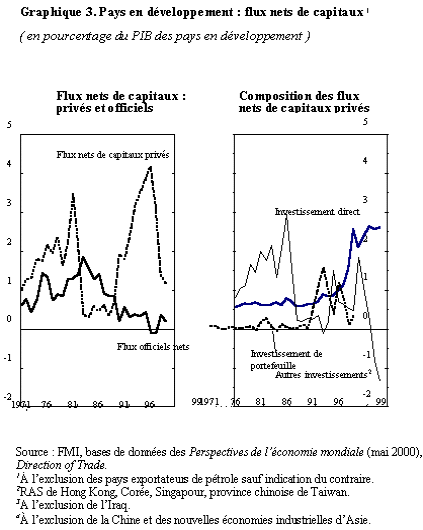 Graphique 3. Pays en développement : flux nets de capitaux ¹
( en pourcentage du PIB des pays en développement )
Flux nets de capitaux :
privés et officiels
Composition des flux
nets de capitaux privés
5
4
3
2
1
0
-1
-2
Flux nets de capitaux privés
Flux officiels nets
1971 76 81 86 91 96 99
5
4
3
2
1
0
-1
-2
Investissement direct
Investissement de
portefeuille
Autres investissements²
1971 76 81 86 91 96 99
Source : FMI, bases de données des Perspectives de l'économie mondiale (mai 2000),
Direction of Trade.
¹À l'exclusion des pays exportateurs de pétrole sauf indication du contraire.
²RAS de Hong Kong, Corée, Singapour, province chinoise de Taiwan.
³À l'exclusion de l'Iraq.
⁴À l'exclusion de la Chine et des nouvelles économies industrielles d'Asie.